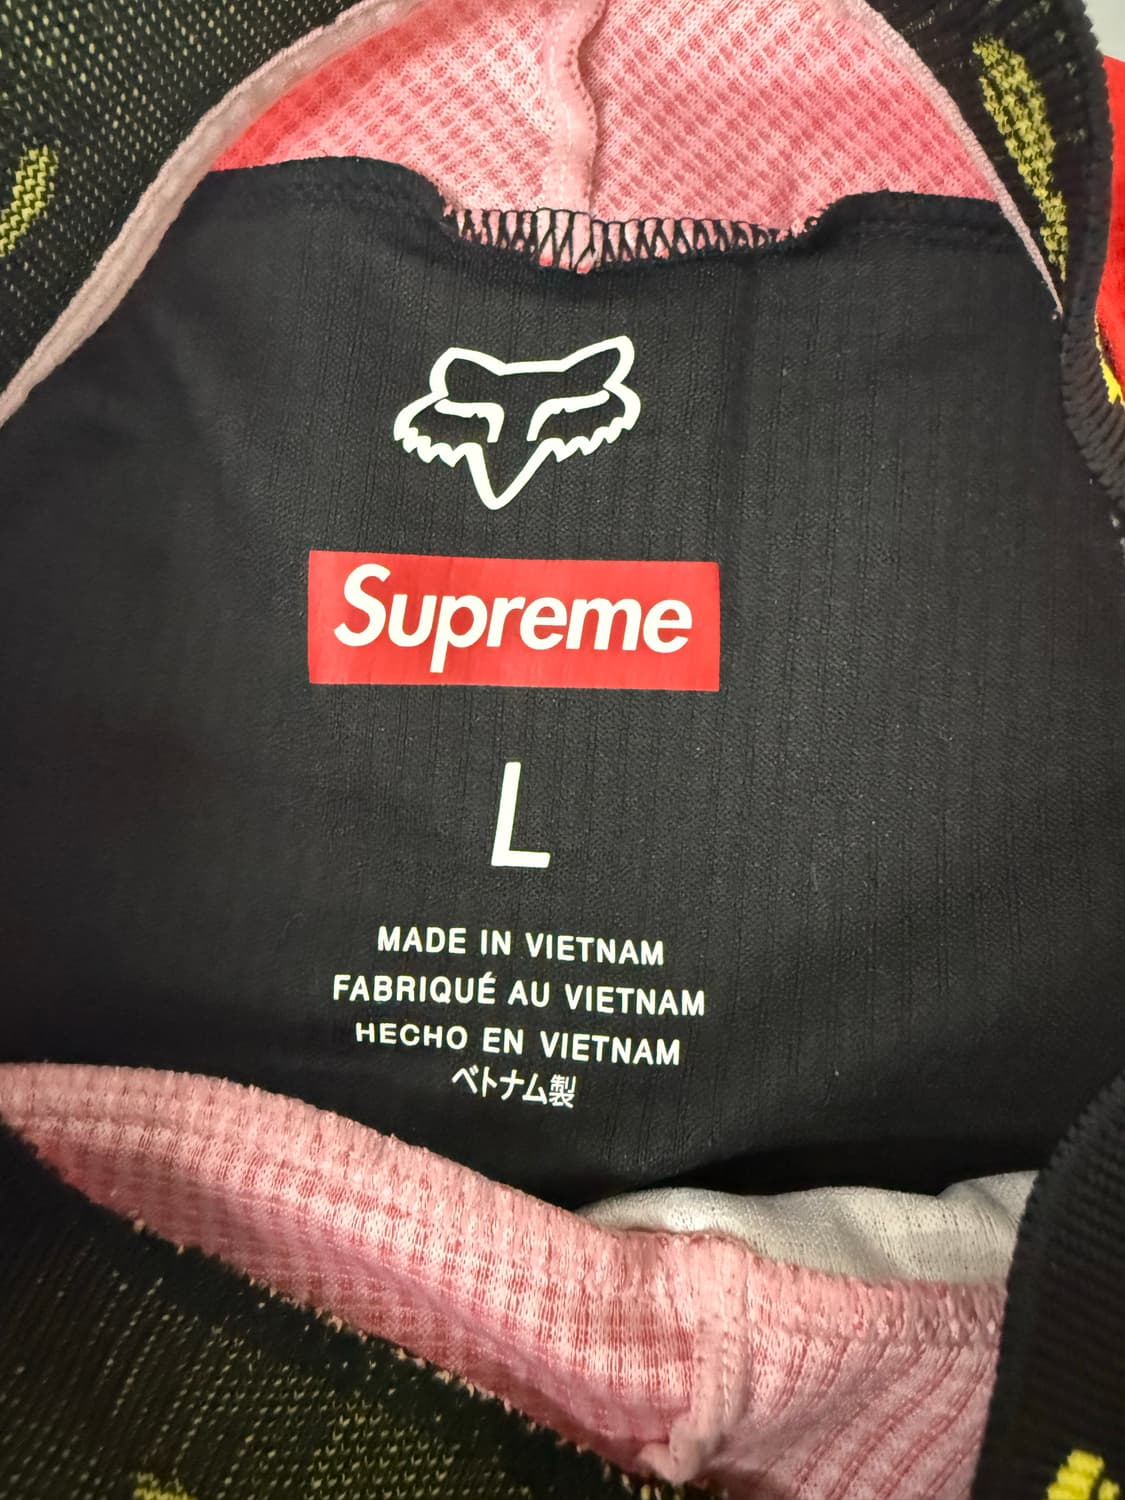 Supreme
L
MADE IN VIETNAM
FABRIQUÉ AU VIETNAM
HECHO EN VIETNAM
ベトナム製